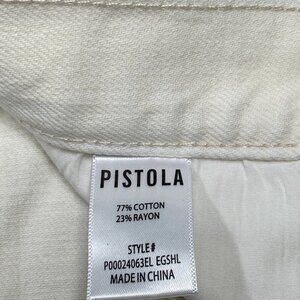 PISTOLA
77% COTTON
23% RAYON
STYLE#
P00024063EL EGSHL
MADE IN CHINA